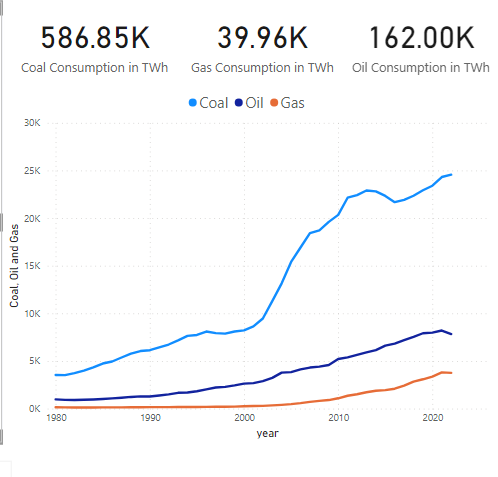 586.85K 39.96K 162.00K
Coal Consumption in TWh Gas Consumption in TWh Oil Consumption in TWh
Coal Oil Gas
30K
25K
20K
15K
10K
5K
0K
Coal, Oil and Gas
1980 1990 2000 2010 2020
year